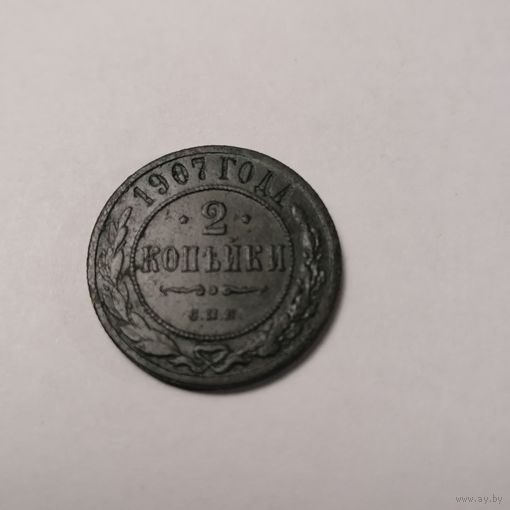 1907 ГОДА
· 2 ·
КОПѢЙКИ
С.П.Б.
www.ay.by